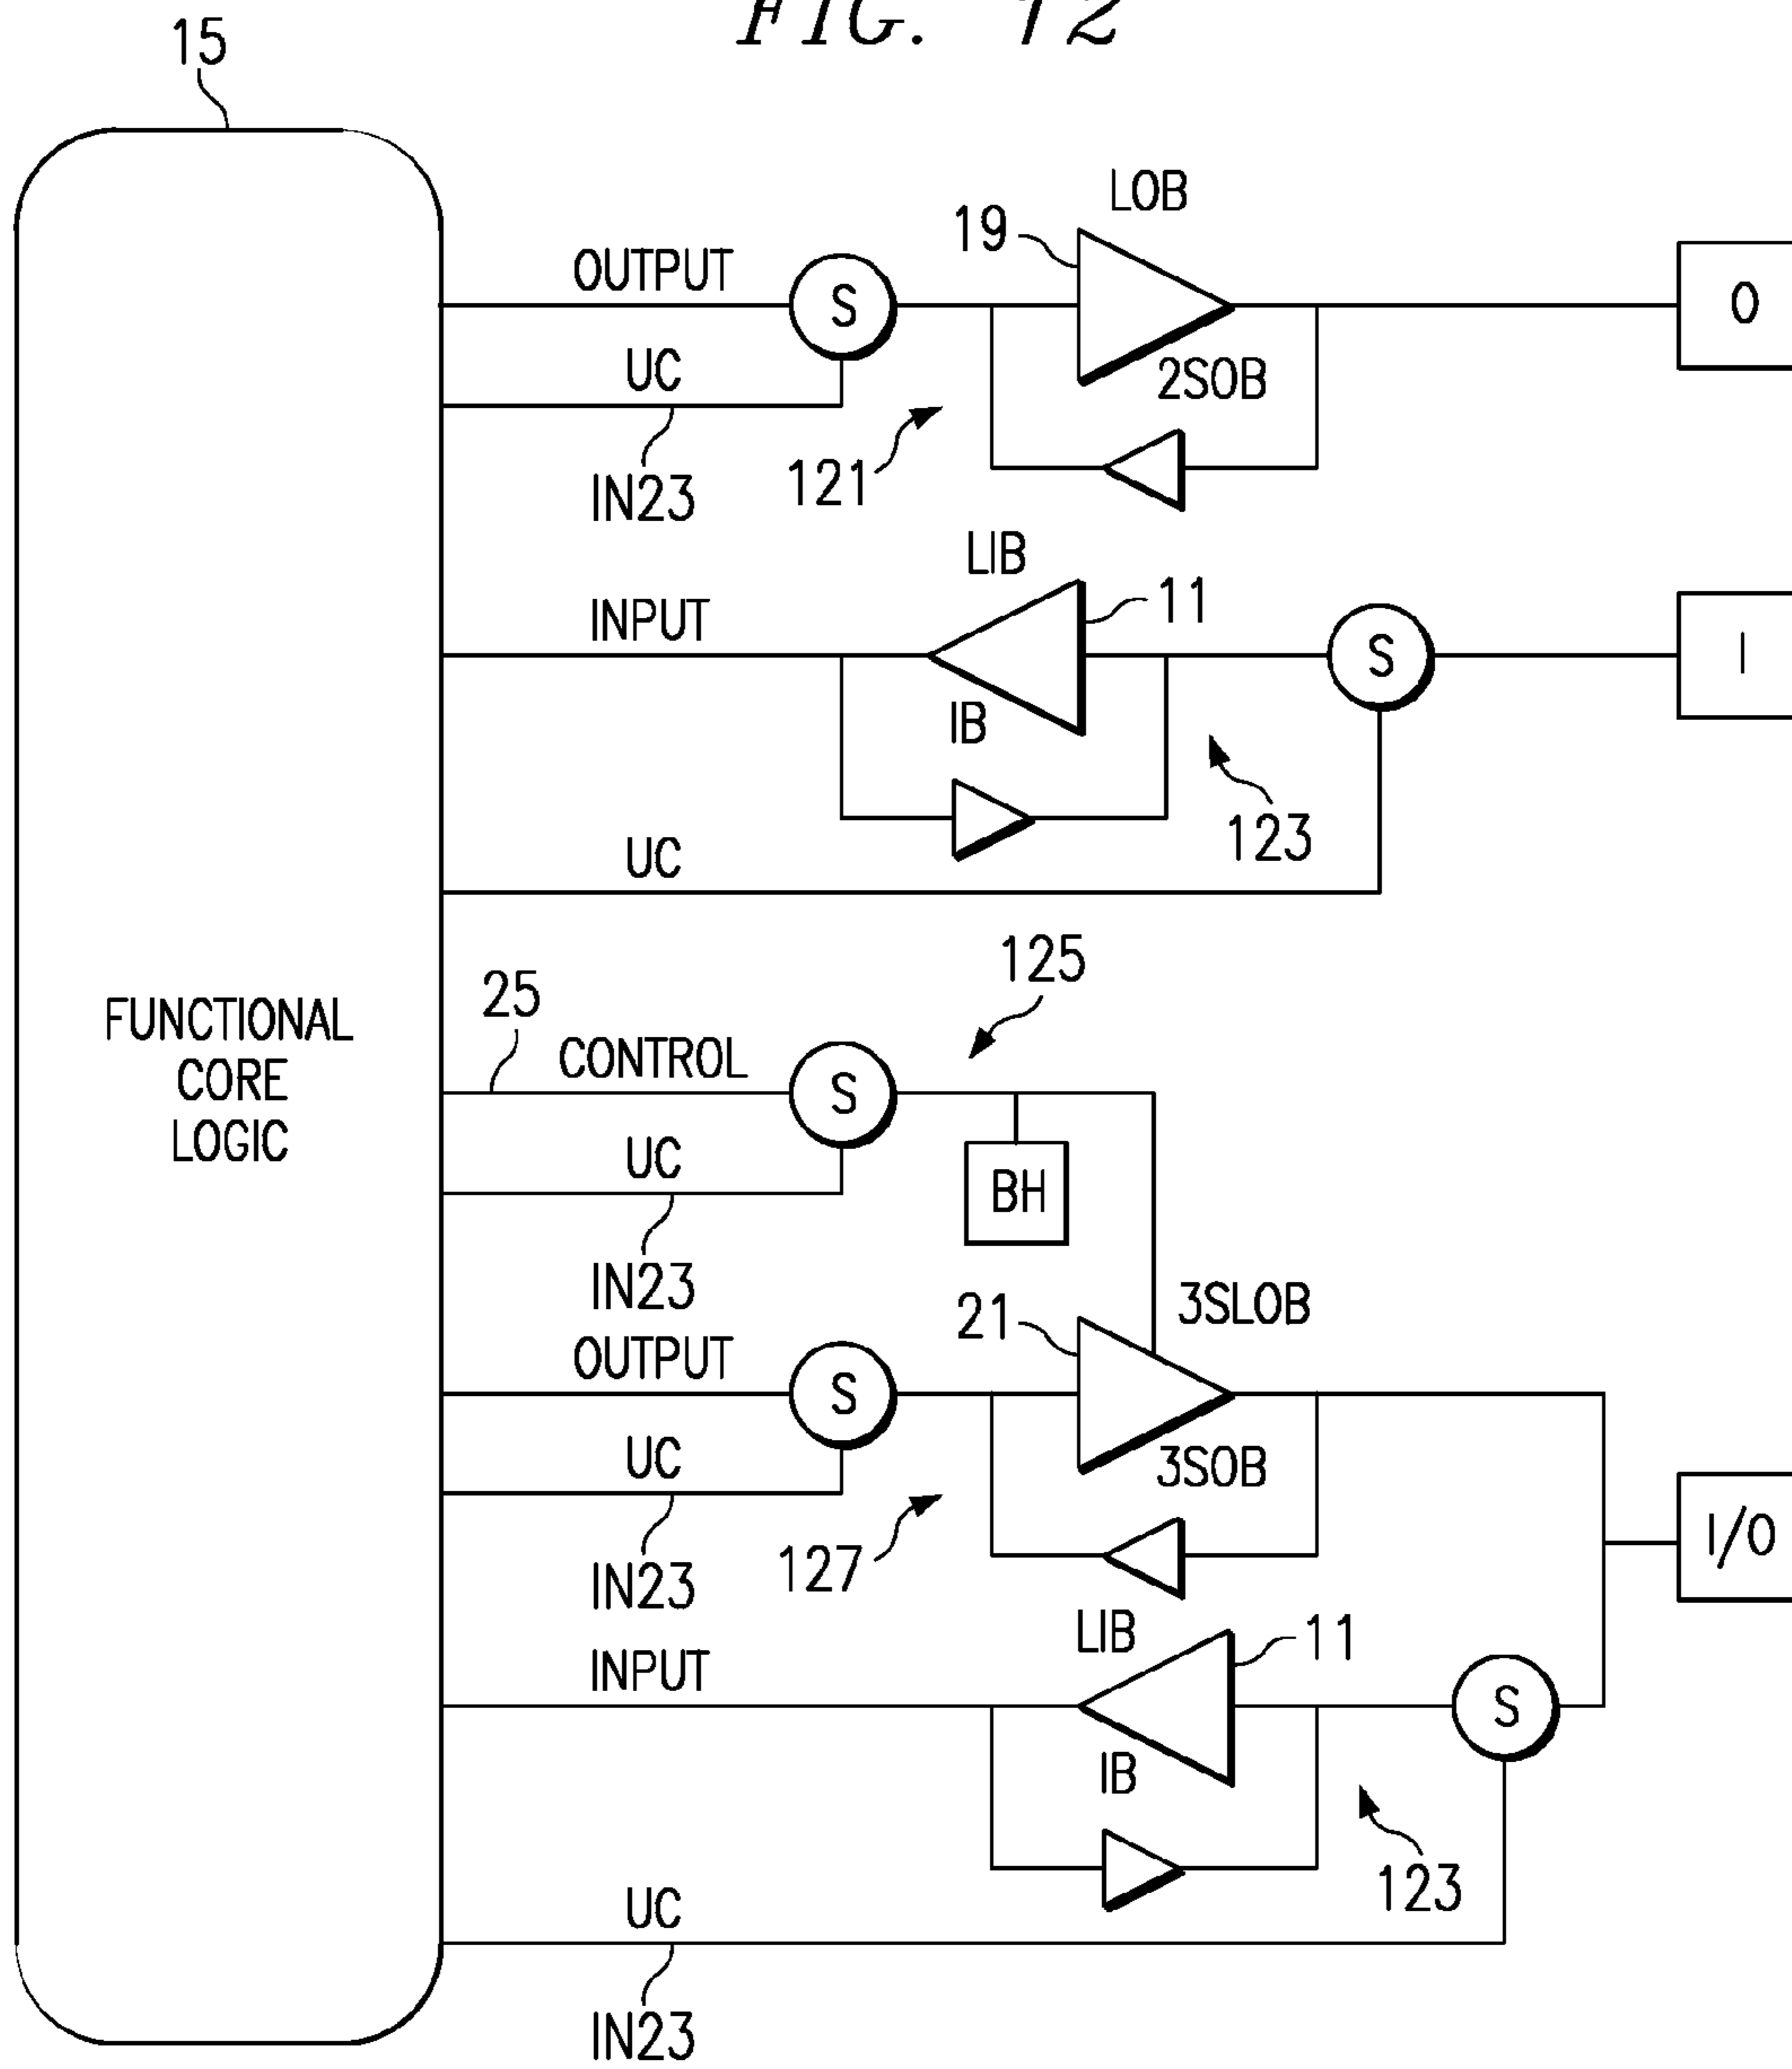 FIG. 12
15
LOB
19
OUTPUT
S
O
UC
2SOB
121
IN23
LIB
11
INPUT
S
I
IB
123
UC
125
25
CONTROL
S
FUNCTIONAL
CORE
LOGIC
UC
BH
IN23
3SLOB
21
OUTPUT
S
3SOB
UC
I/O
127
IN23
LIB
11
INPUT
S
IB
123
UC
IN23